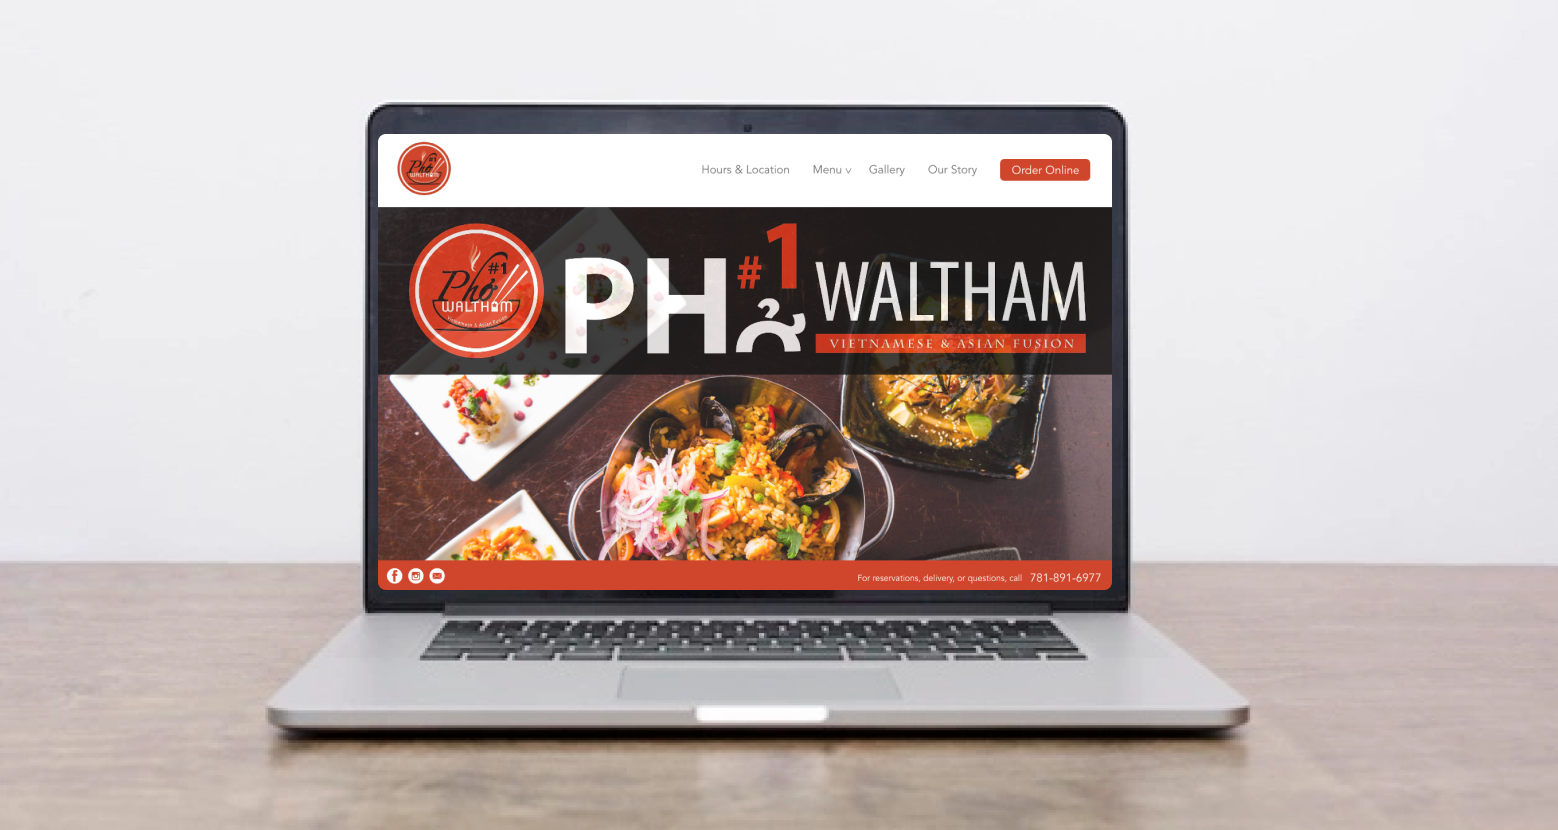 #1
Phở
WALTHAM
Hours & Location Menu v Gallery Our Story Order Online
#1
Phở
WALTHAM
Vietnamese & Asian Fusion
PHở #1 WALTHAM
VIETNAMESE & ASIAN FUSION
For reservations, delivery, or questions, call 781-891-6977